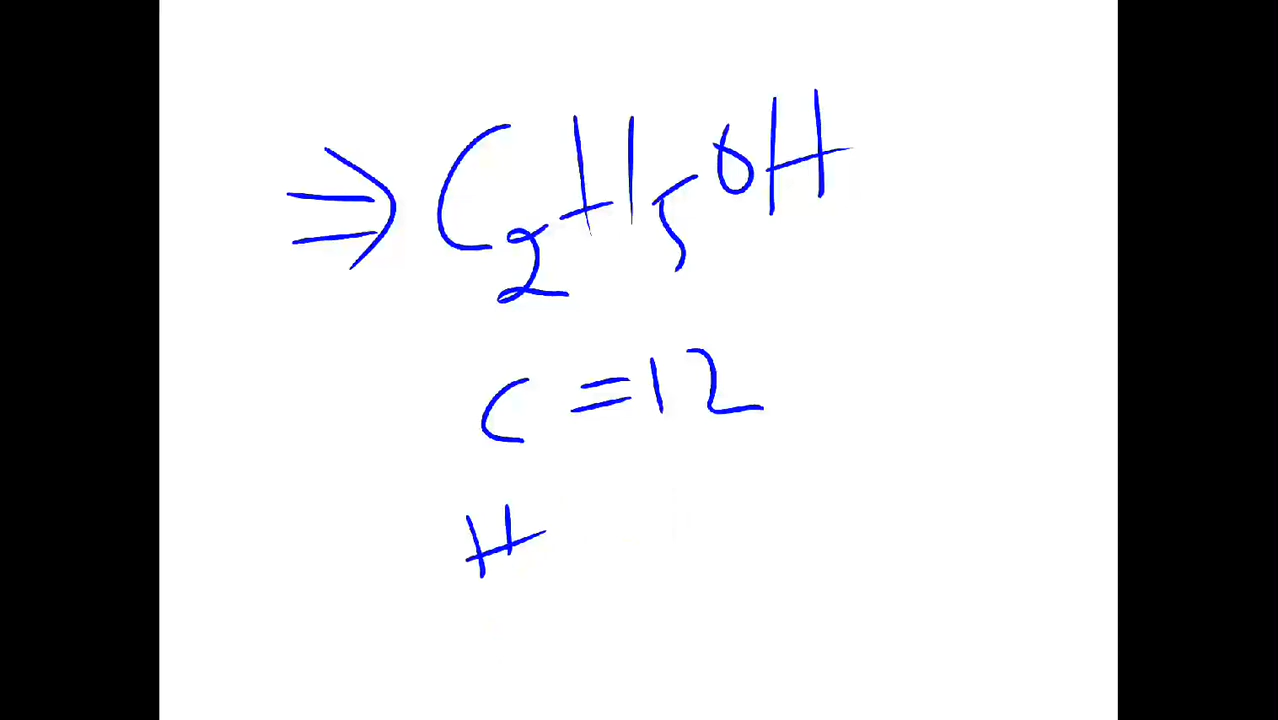 ⇒ C₂H₅OH
C = 12
H